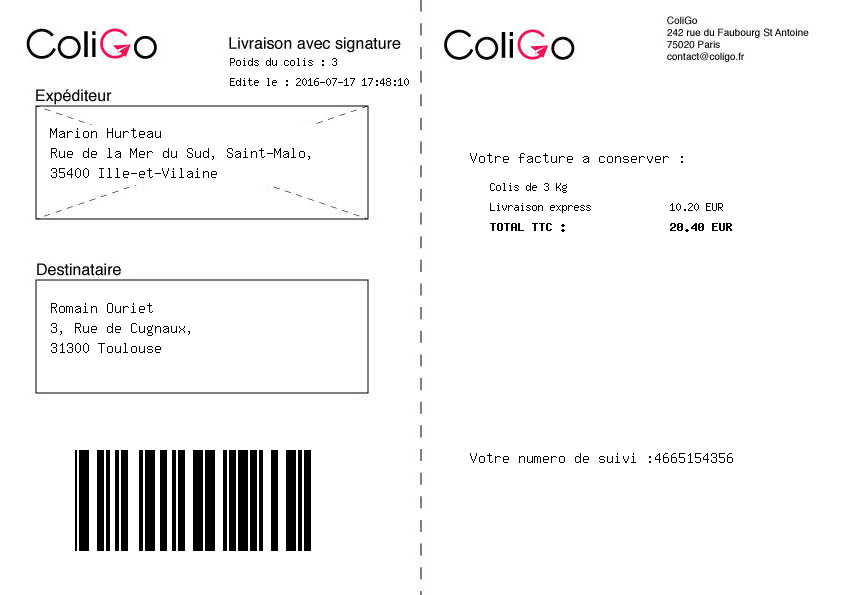 ColiGo
Livraison avec signature
Poids du colis : 3
Edite le : 2016-07-17 17:48:10
Expéditeur
Marion Hurteau
Rue de la Mer du Sud, Saint-Malo,
35400 Ille-et-Vilaine
Destinataire
Romain Ouriet
3, Rue de Cugnaux,
31300 Toulouse
ColiGo
ColiGo
242 rue du Faubourg St Antoine
75020 Paris
contact@coligo.fr
Votre facture a conserver :
Colis de 3 Kg
Livraison express 10.20 EUR
TOTAL TTC : 20.40 EUR
Votre numero de suivi :4665154356